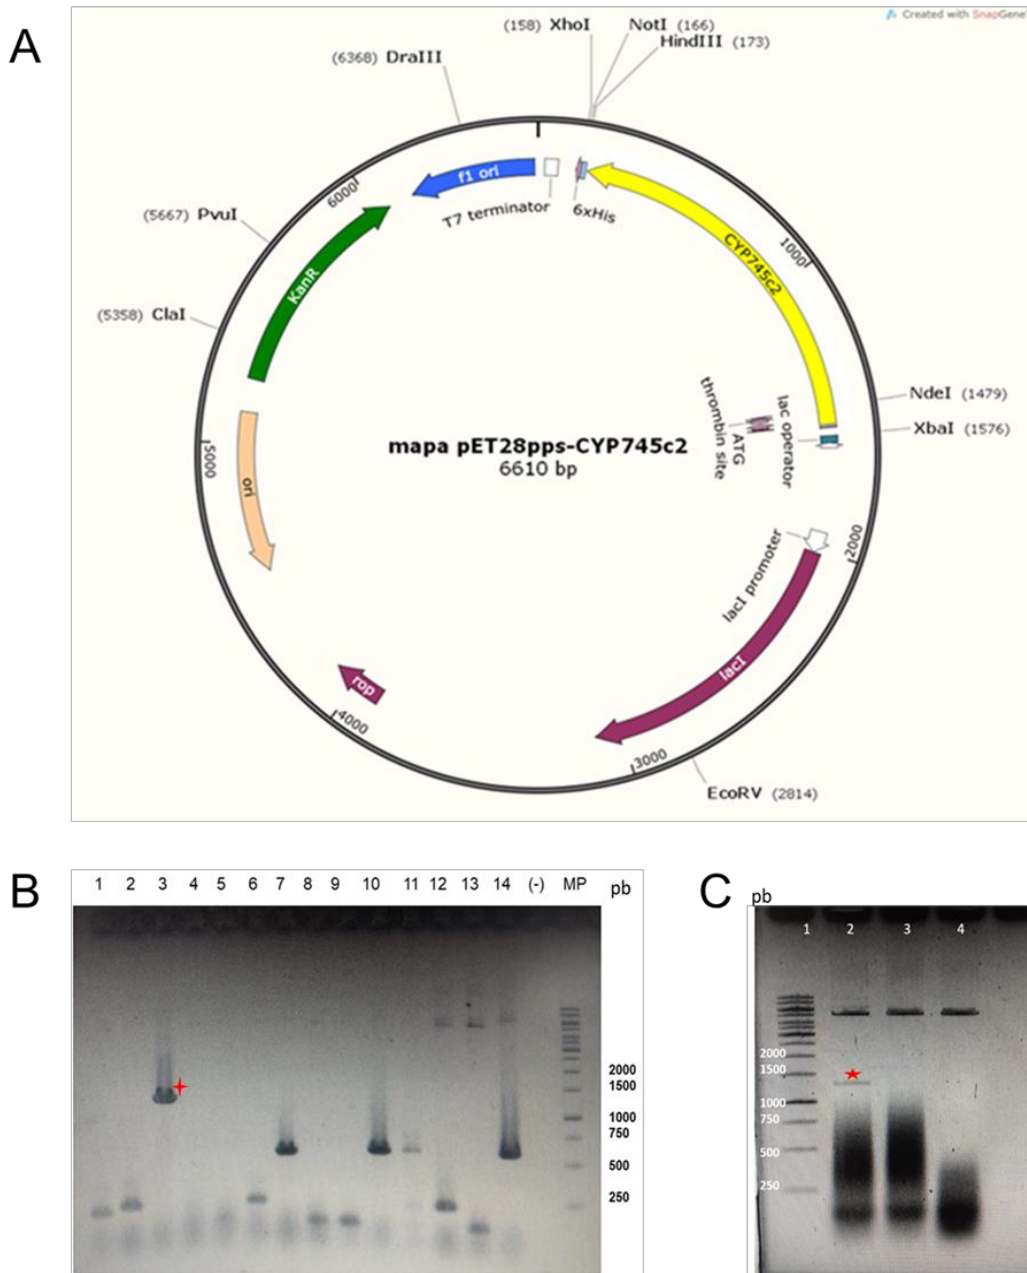 A
Created with SnapGene
(158) XhoI
NotI (166)
HindIII (173)
(6368) DraIII
6000
f1 ori
T7 terminator
6xHis
(5667) PvuI
KanR
CYP745c2
1000
(5358) ClaI
NdeI (1479)
XbaI (1576)
thrombin site
ATG
lac operator
mapa pET28pps-CYP745c2
6610 bp
5000
ori
lacI promoter
2000
lacI
rop
4000
3000
EcoRV (2814)
B
1 2 3 4 5 6 7 8 9 10 11 12 13 14 (-) MP pb
2000
1500
1000
750
500
250
C
pb
1 2 3 4
2000
1500
1000
750
500
250